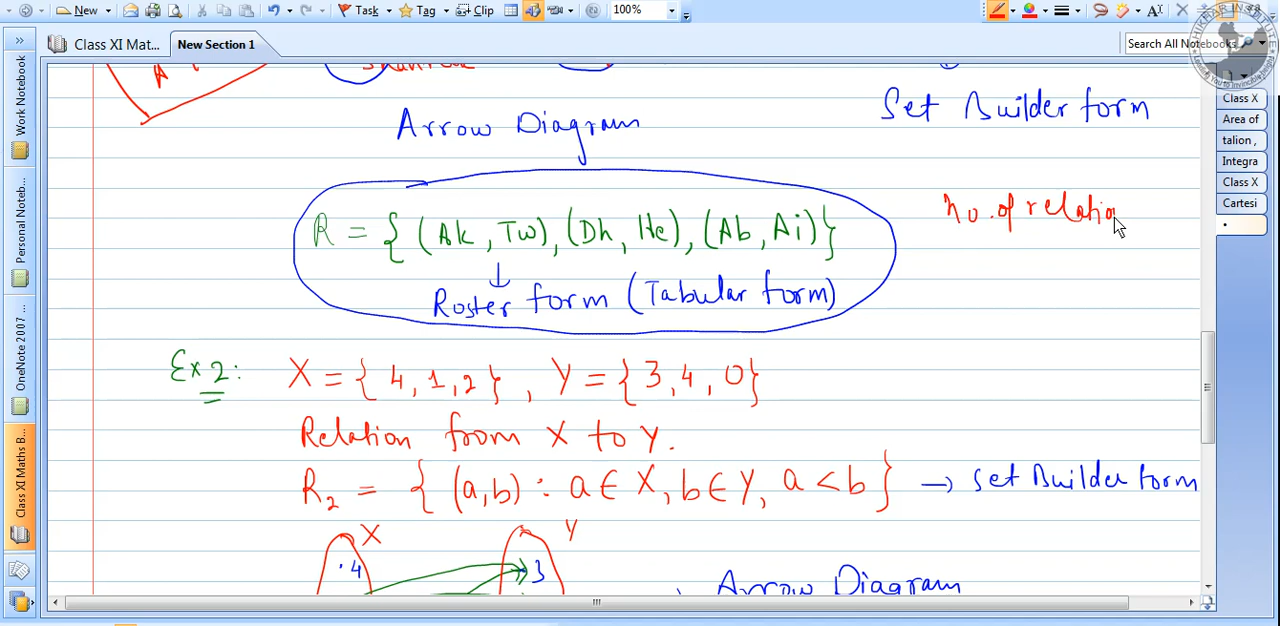 New
Task
Tag
Clip
100%
Class XI Mat...
New Section 1
Search All Notebooks
Work Notebook
Personal Noteb...
OneNote 2007 ...
Class XI Maths B...
Class X
Area of
talion ,
Integra
Class X
Cartesi
Arrow Diagram
Set Builder form
R = { (Ak, Tw), (Dh, He), (Ab, Ai)}
no. of relatio
Roster form (Tabular form)
Ex 2: X = { 4, 1, 2 } , Y = { 3, 4, 0}
Relation from X to Y.
R2 = { (a,b) : a ∈ X, b ∈ Y, a < b } → Set Builder form
X Y
.4 3
Arrow Diagram